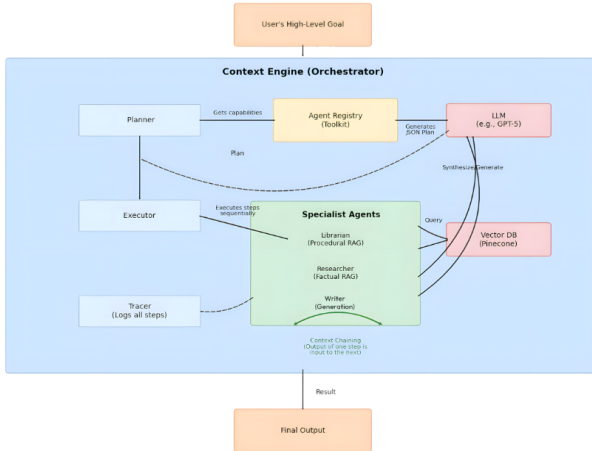 User's High-Level Goal
Context Engine (Orchestrator)
Planner
Gets capabilities
Agent Registry
(Toolkit)
Generates
JSON Plan
LLM
(e.g., GPT-5)
Plan
Synthesize/Generate
Executor
Executes steps
sequentially
Specialist Agents
Librarian
(Procedural RAG)
Researcher
(Factual RAG)
Writer
(Generation)
Query
Vector DB
(Pinecone)
Tracer
(Logs all steps)
Context Chaining
(Output of one step is
input to the next)
Result
Final Output